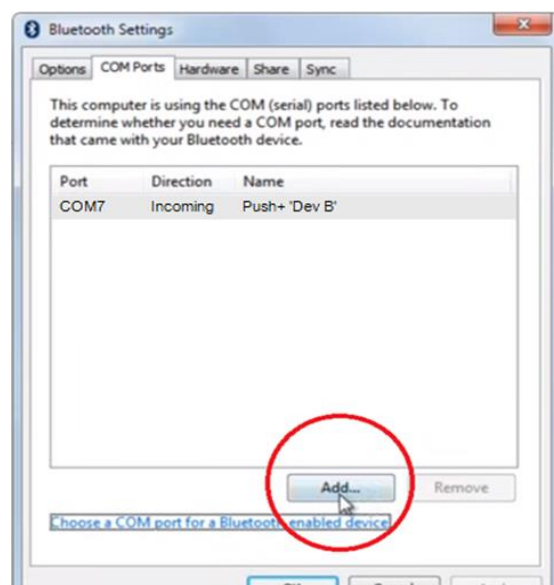 Bluetooth Settings
Options COM Ports Hardware Share Sync
This computer is using the COM (serial) ports listed below. To
determine whether you need a COM port, read the documentation
that came with your Bluetooth device.
Port Direction Name
COM7 Incoming Push+ 'Dev B'
Add... Remove
Choose a COM port for a Bluetooth enabled device